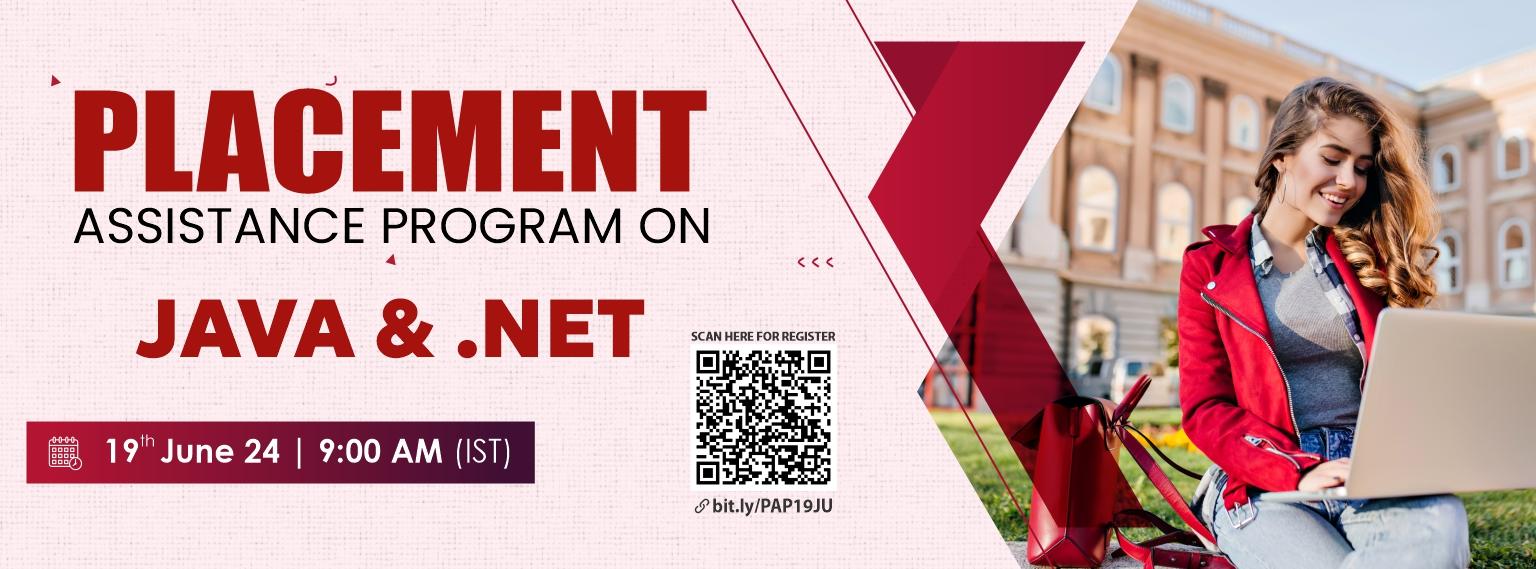 PLACEMENT
ASSISTANCE PROGRAM ON
JAVA & .NET
SCAN HERE FOR REGISTER
19th June 24 | 9:00 AM (IST)
bit.ly/PAP19JU